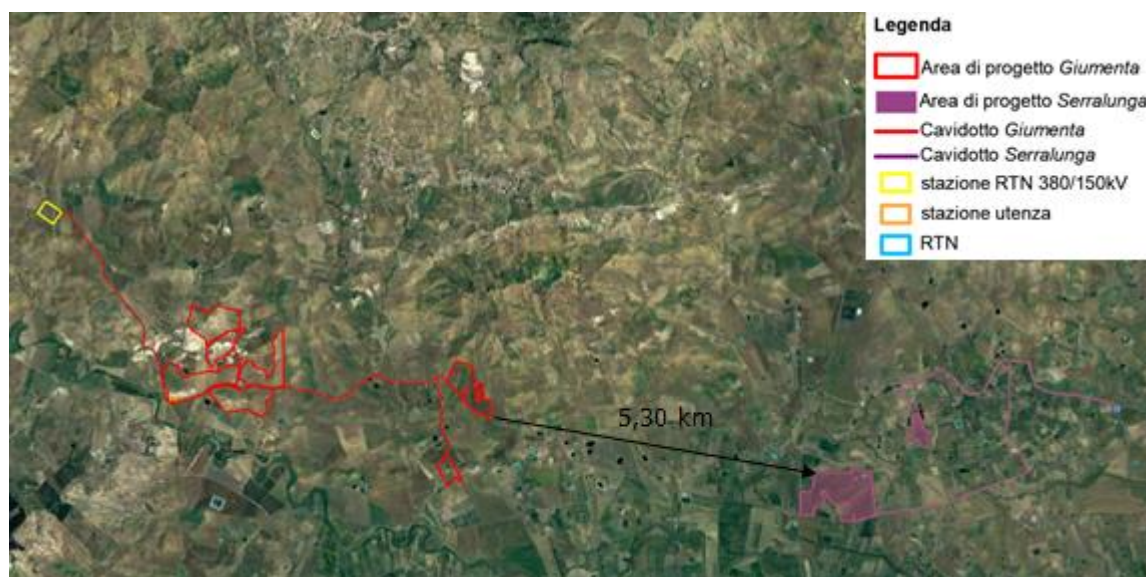 Legenda
Area di progetto Giumenta
Area di progetto Serralunga
Cavidotto Giumenta
Cavidotto Serralunga
stazione RTN 380/150kV
stazione utenza
RTN
5,30 km